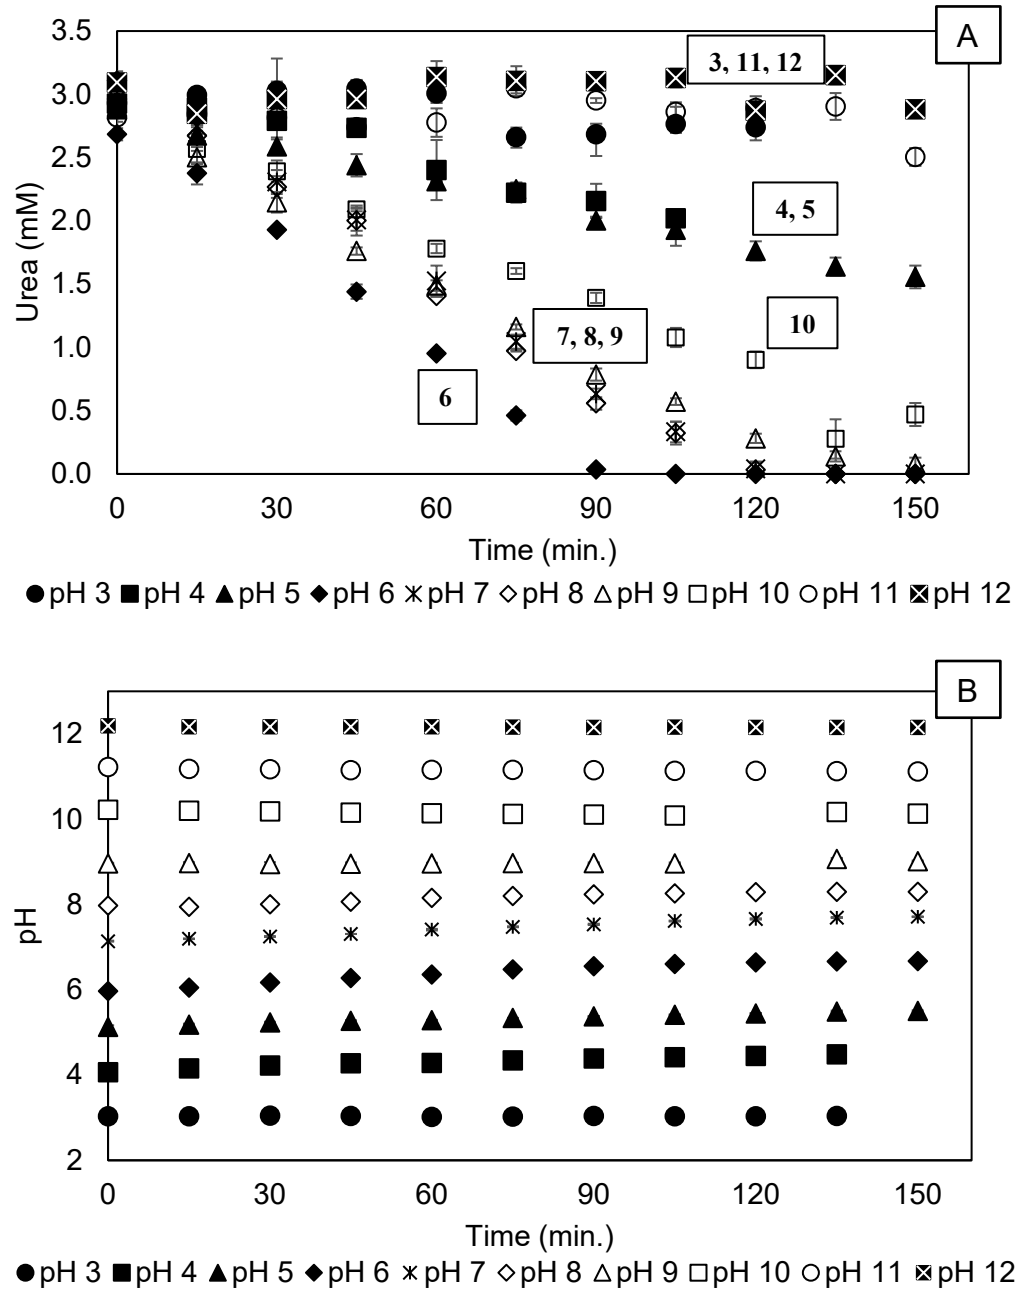 A
3.5
3.0
2.5
2.0
1.5
1.0
0.5
0.0
Urea (mM)
3, 11, 12
4, 5
10
7, 8, 9
6
0 30 60 90 120 150
Time (min.)
pH 3 pH 4 pH 5 pH 6 pH 7 pH 8 pH 9 pH 10 pH 11 pH 12
B
12
10
8
6
4
2
pH
0 30 60 90 120 150
Time (min.)
pH 3 pH 4 pH 5 pH 6 pH 7 pH 8 pH 9 pH 10 pH 11 pH 12